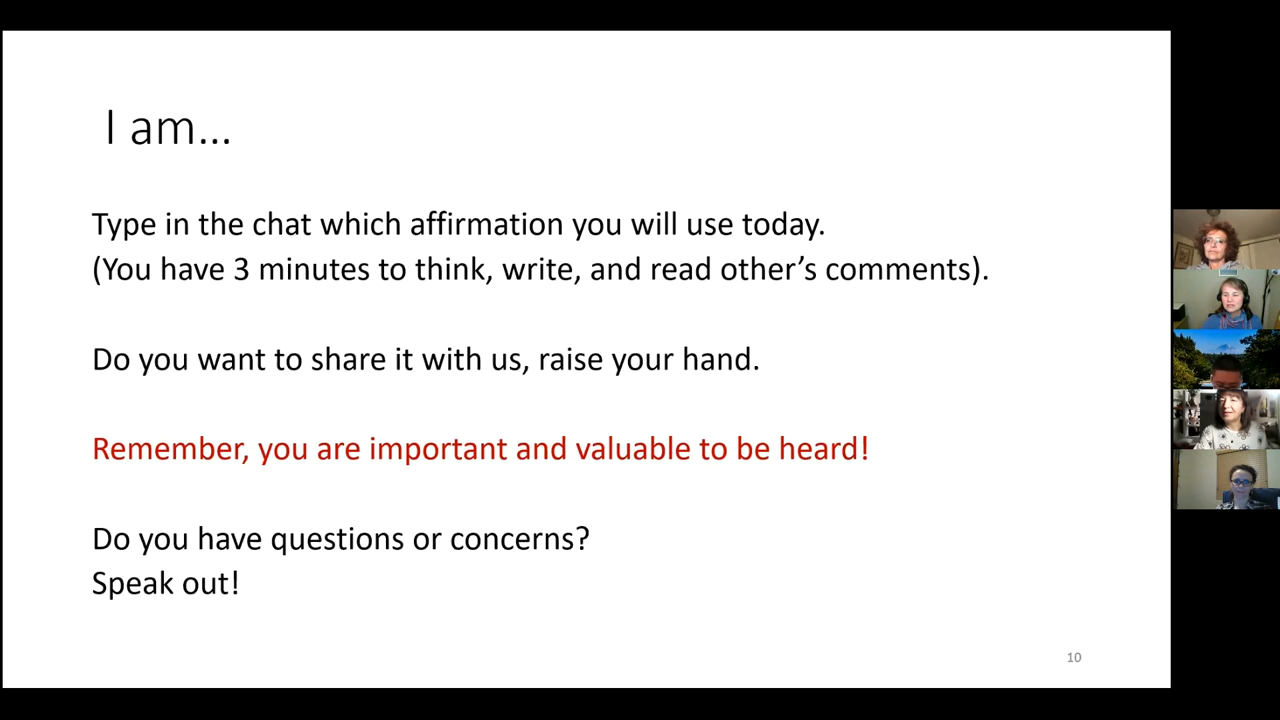 I am...
Type in the chat which affirmation you will use today.
(You have 3 minutes to think, write, and read other’s comments).
Do you want to share it with us, raise your hand.
Remember, you are important and valuable to be heard!
Do you have questions or concerns?
Speak out!
10